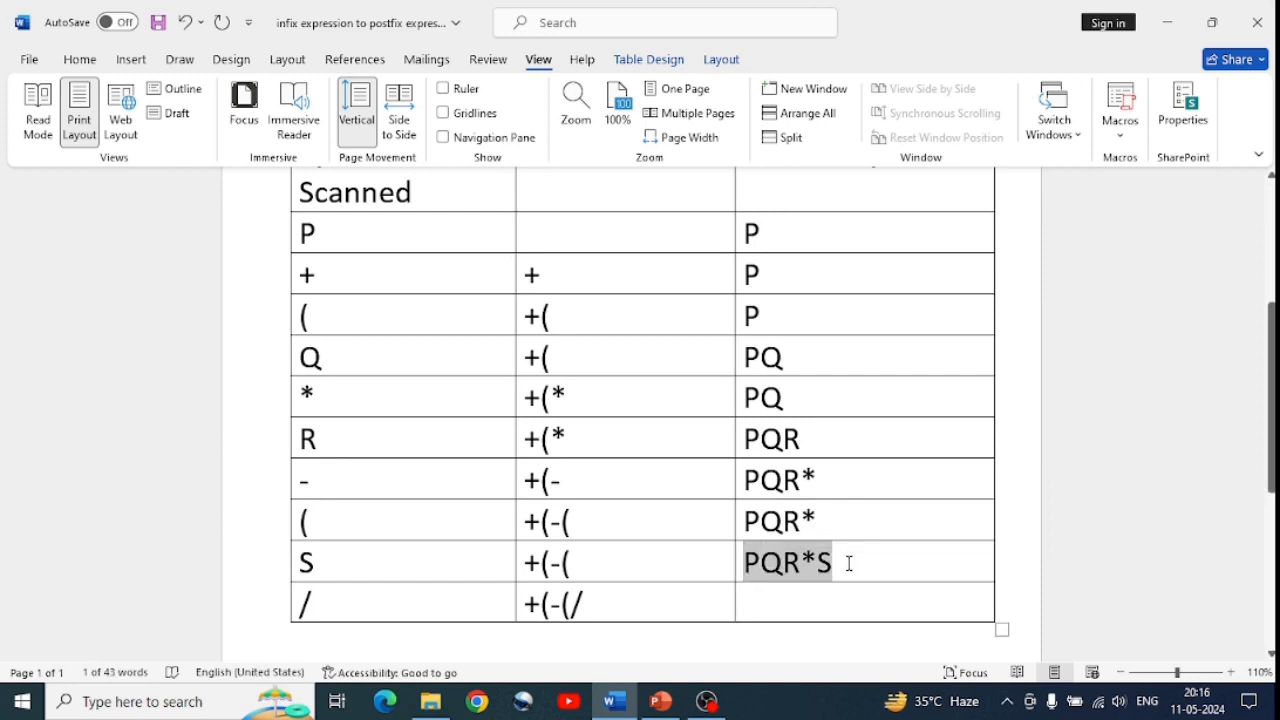 AutoSave Off infix expression to postfix expres... Search Sign in
File Home Insert Draw Design Layout References Mailings Review View Help Table Design Layout Share
Read Mode Print Layout Web Layout Outline Draft
Views
Focus Immersive Reader
Immersive
Vertical Side to Side
Page Movement
Ruler Gridlines Navigation Pane
Show
Zoom 100% One Page Multiple Pages Page Width
Zoom
New Window Arrange All Split View Side by Side Synchronous Scrolling Reset Window Position Switch Windows
Window
Macros
Macros
Properties
SharePoint
Scanned
P P
+ + P
( +( P
Q +( PQ
* +(* PQ
R +(* PQR
- +(- PQR*
( +(-( PQR*
S +(-( PQR*S
/ +(-(/
Page 1 of 1 1 of 43 words English (United States) Accessibility: Good to go Focus 110%
Type here to search 35°C Haze ENG 20:16
11-05-2024